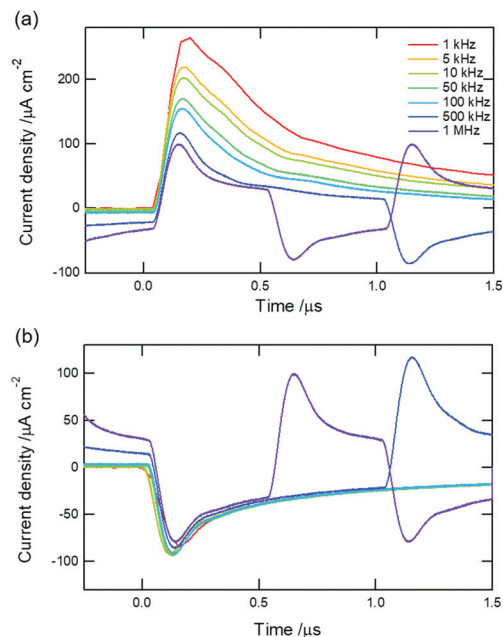 (a)
Current density /μA cm⁻²
200
100
0
-100
1 kHz
5 kHz
10 kHz
50 kHz
100 kHz
500 kHz
1 MHz
0.0
0.5
1.0
1.5
Time /μs
(b)
Current density /μA cm⁻²
100
50
0
-50
-100
0.0
0.5
1.0
1.5
Time /μs